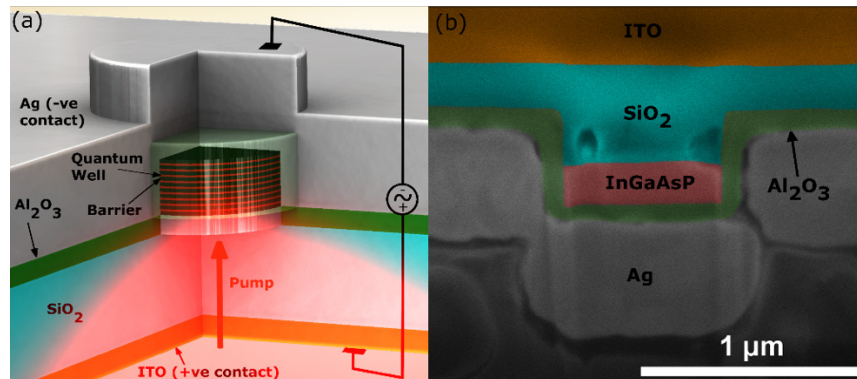 (a)
Ag (-ve
contact)
Quantum
Well
Barrier
Al2O3
SiO2
Pump
ITO (+ve contact)
-
~
+
(b)
ITO
SiO2
InGaAsP
Al2O3
Ag
1 μm